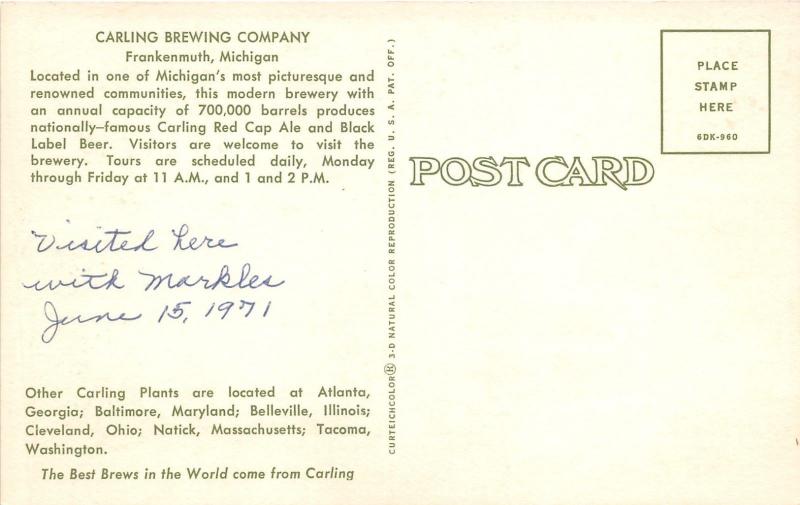 CARLING BREWING COMPANY
Frankenmuth, Michigan
Located in one of Michigan's most picturesque and
renowned communities, this modern brewery with
an annual capacity of 700,000 barrels produces
nationally—famous Carling Red Cap Ale and Black
Label Beer. Visitors are welcome to visit the
brewery. Tours are scheduled daily, Monday
through Friday at 11 A.M., and 1 and 2 P.M.
Visited here
with Markles
June 15, 1971
Other Carling Plants are located at Atlanta,
Georgia; Baltimore, Maryland; Belleville, Illinois;
Cleveland, Ohio; Natick, Massachusetts; Tacoma,
Washington.
The Best Brews in the World come from Carling
CURTEICHCOLOR® 3-D NATURAL COLOR REPRODUCTION (REG. U. S. A. PAT. OFF.)
POST CARD
PLACE
STAMP
HERE
6DK-960